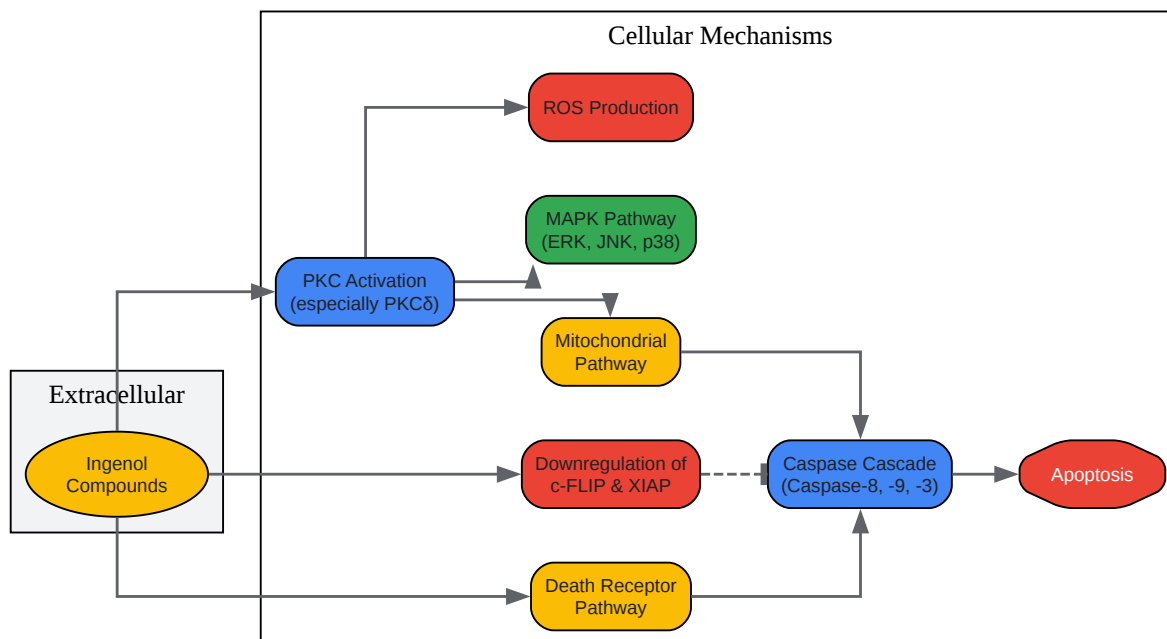 Cellular Mechanisms
ROS Production
MAPK Pathway
(ERK, JNK, p38)
PKC Activation
(especially PKCδ)
Mitochondrial
Pathway
Extracellular
Ingenol
Compounds
Downregulation of
c-FLIP & XIAP
Caspase Cascade
(Caspase-8, -9, -3)
Apoptosis
Death Receptor
Pathway